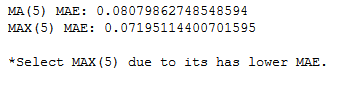 MA(5) MAE: 0.08079862748548594
MAX(5) MAE: 0.07195114400701595
*Select MAX(5) due to its has lower MAE.